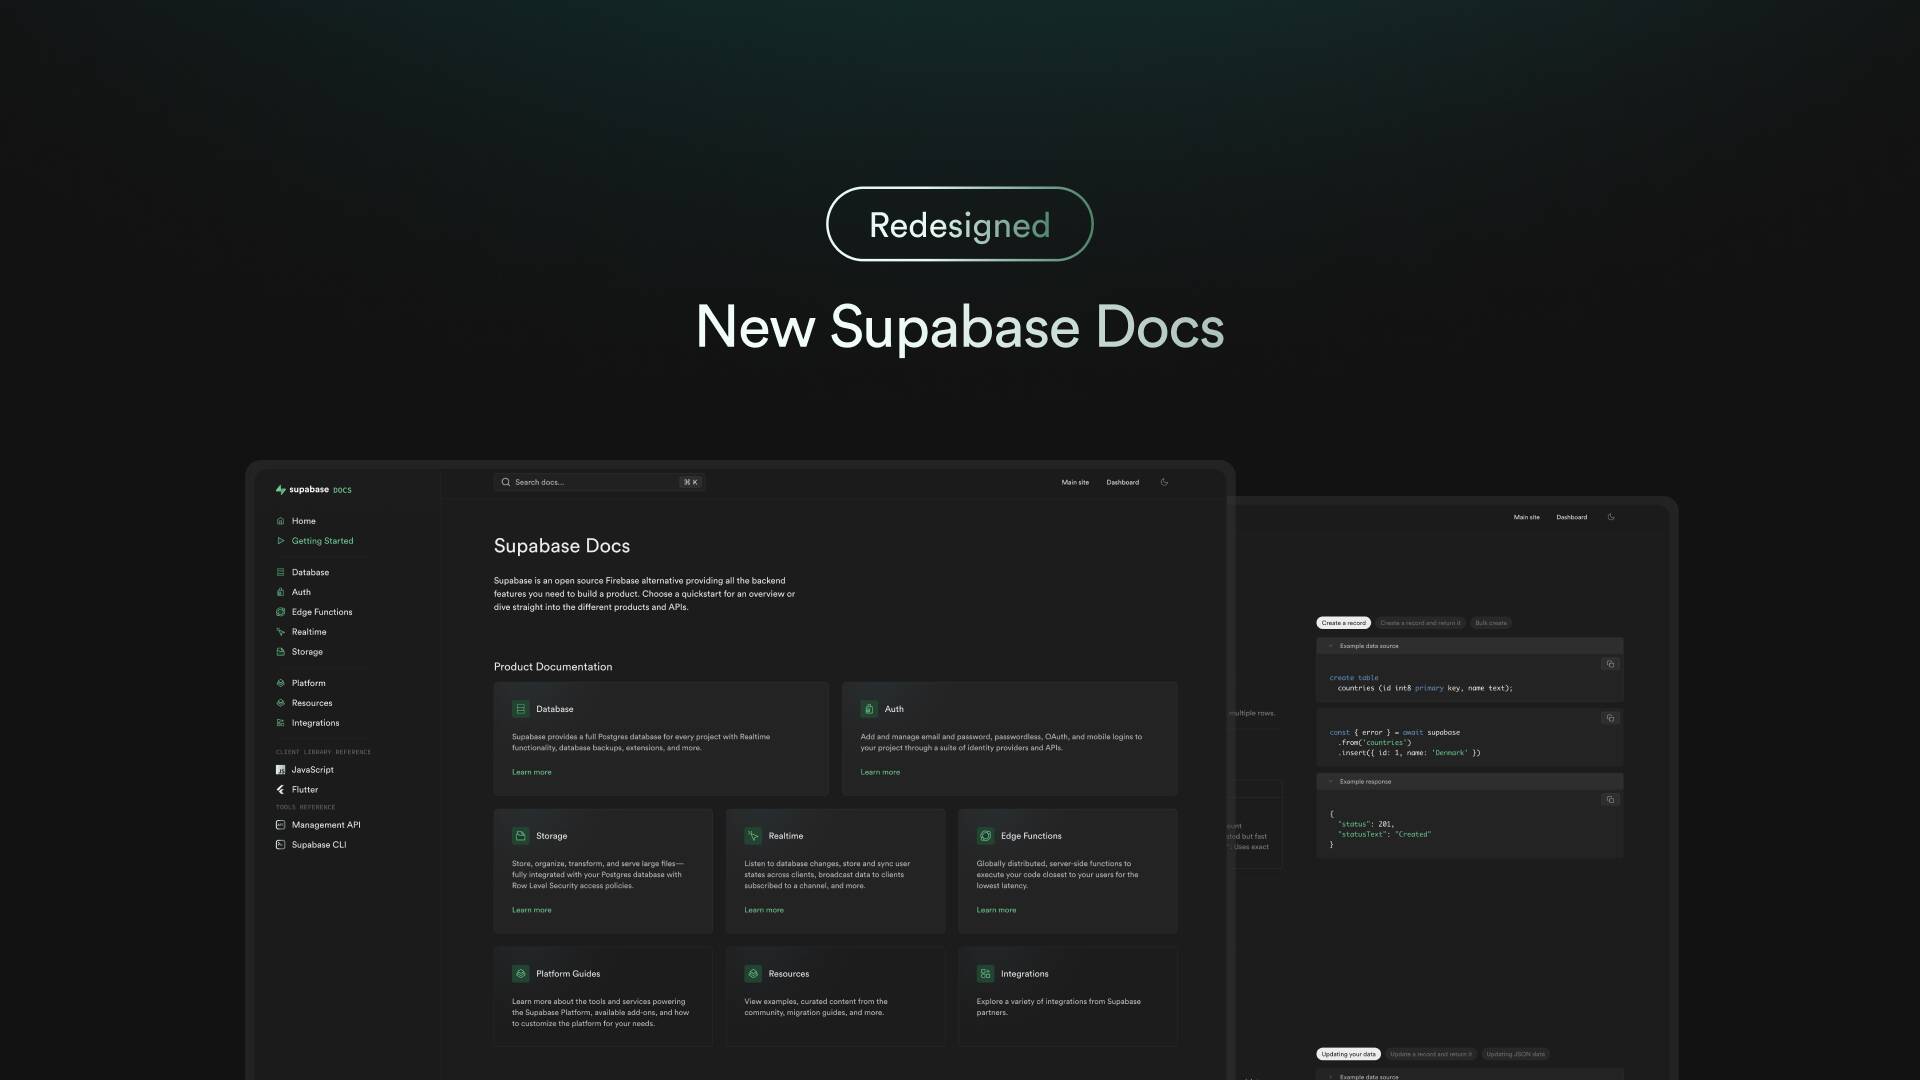 Redesigned
New Supabase Docs
supabase DOCS
Search docs...
⌘ K
Main site
Dashboard
Home
Getting Started
Database
Auth
Edge Functions
Realtime
Storage
Platform
Resources
Integrations
CLIENT LIBRARY REFERENCE
JavaScript
Flutter
TOOLS REFERENCE
Management API
Supabase CLI
Supabase Docs
Supabase is an open source Firebase alternative providing all the backend
features you need to build a product. Choose a quickstart for an overview or
dive straight into the different products and APIs.
Product Documentation
Database
Supabase provides a full Postgres database for every project with Realtime
functionality, database backups, extensions, and more.
Learn more
Auth
Add and manage email and password, passwordless, OAuth, and mobile logins to
your project through a suite of identity providers and APIs.
Learn more
Storage
Store, organize, transform, and serve large files—
fully integrated with your Postgres database with
Row Level Security access policies.
Learn more
Realtime
Listen to database changes, store and sync user
states across clients, broadcast data to clients
subscribed to a channel, and more.
Learn more
Edge Functions
Globally distributed, server-side functions to
execute your code closest to your users for the
lowest latency.
Learn more
Platform Guides
Learn more about the tools and services powering
the Supabase Platform, available add-ons, and how
to customize the platform for your needs.
Resources
View examples, curated content from the
community, migration guides, and more.
Integrations
Explore a variety of integrations from Supabase
partners.
Main site
Dashboard
multiple rows.
but fast
Uses exact
Create a record
Create a record and return it
Bulk create
Example data source
create table
countries (id int8 primary key, name text);
const { error } = await supabase
.from('countries')
.insert({ id: 1, name: 'Denmark' })
Example response
{
"status": 201,
"statusText": "Created"
}
Updating your data
Update a record and return it
Updating JSON data
Example data source